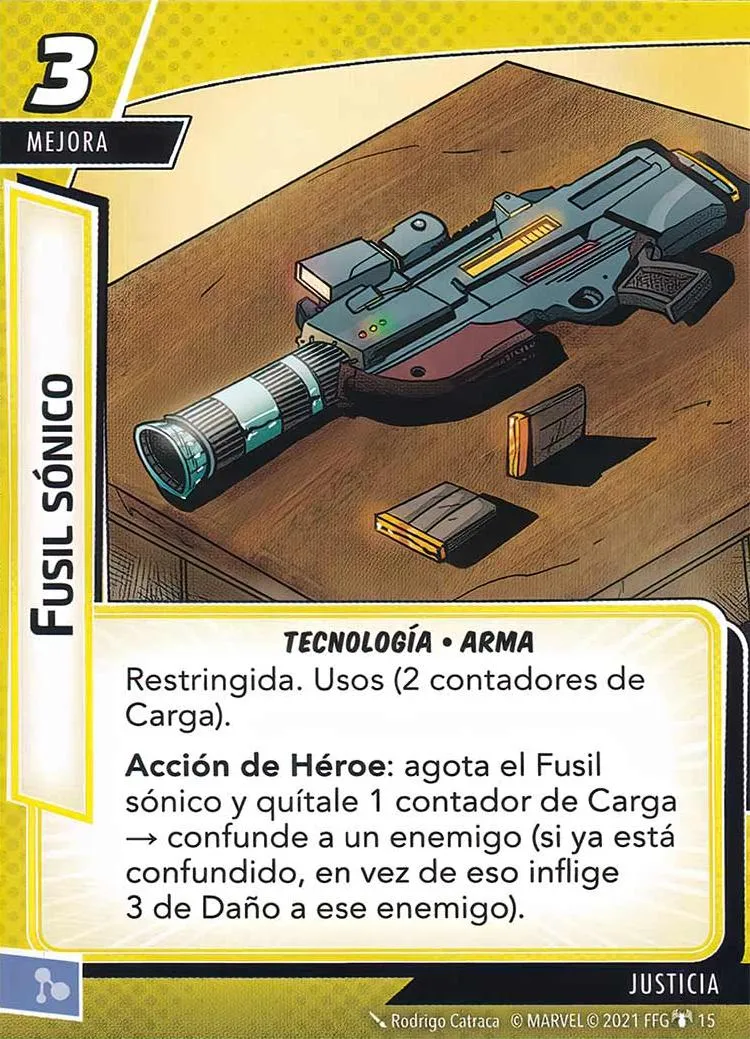 3
MEJORA
FUSIL SÓNICO
TECNOLOGÍA • ARMA
Restringida. Usos (2 contadores de
Carga).
Acción de Héroe: agota el Fusil
sónico y quítale 1 contador de Carga
→ confunde a un enemigo (si ya está
confundido, en vez de eso inflige
3 de Daño a ese enemigo).
JUSTICIA
Rodrigo Catraca © MARVEL © 2021 FFG 15